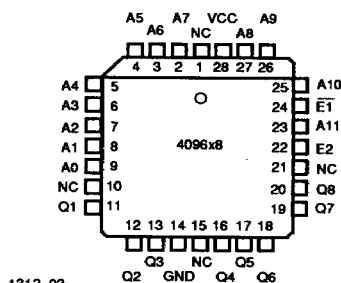 A5 A7 VCC A9
A6 NC A8
4 3 2 1 28 27 26
A4 5 25 A10
A3 6 24 E1
A2 7 23 A11
A1 8 4096x8 22 E2
A0 9 21 NC
NC 10 20 Q8
Q1 11 19 Q7
12 13 14 15 16 17 18
Q3 NC Q5
Q2 GND Q4 Q6